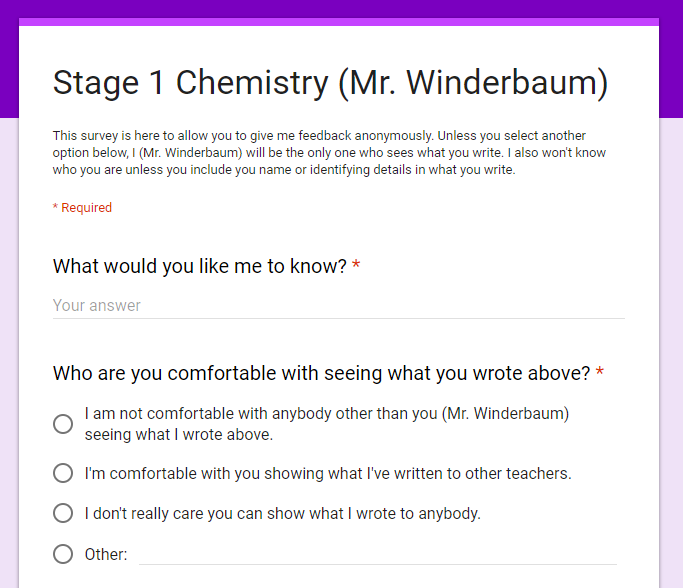 Stage 1 Chemistry (Mr. Winderbaum)
This survey is here to allow you to give me feedback anonymously. Unless you select another
option below, I (Mr. Winderbaum) will be the only one who sees what you write. I also won't know
who you are unless you include you name or identifying details in what you write.
* Required
What would you like me to know? *
Your answer
Who are you comfortable with seeing what you wrote above? *
I am not comfortable with anybody other than you (Mr. Winderbaum)
seeing what I wrote above.
I'm comfortable with you showing what I've written to other teachers.
I don't really care you can show what I wrote to anybody.
Other: